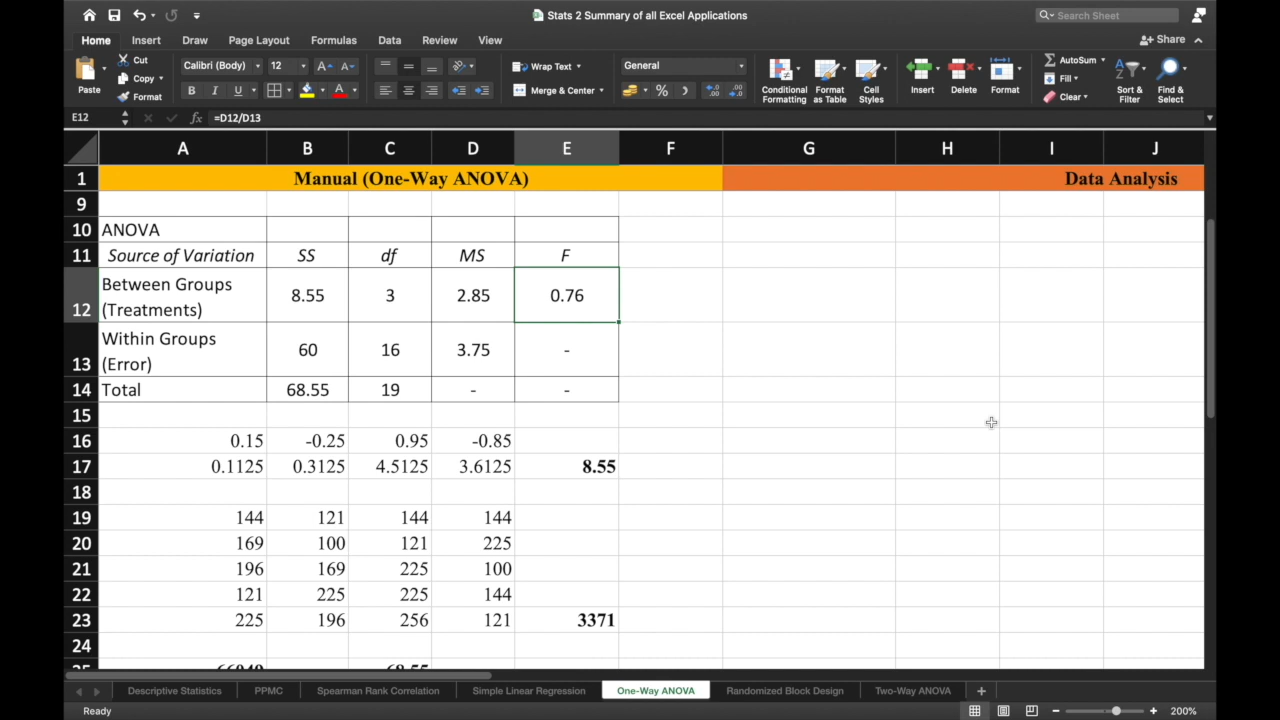 Stats 2 Summary of all Excel Applications
Search Sheet
Home Insert Draw Page Layout Formulas Data Review View
Share
Paste
Cut
Copy
Format
Calibri (Body) 12
B I U
Wrap Text
Merge & Center
General
Conditional Formatting
Format as Table
Cell Styles
Insert
Delete
Format
AutoSum
Fill
Clear
Sort & Filter
Find & Select
E12 fx =D12/D13
A B C D E F G H I J
1 Manual (One-Way ANOVA) Data Analysis
9
10 ANOVA
11 Source of Variation SS df MS F
12 Between Groups (Treatments) 8.55 3 2.85 0.76
13 Within Groups (Error) 60 16 3.75 -
14 Total 68.55 19 - -
15
16 0.15 -0.25 0.95 -0.85
17 0.1125 0.3125 4.5125 3.6125 8.55
18
19 144 121 144 144
20 169 100 121 225
21 196 169 225 100
22 121 225 225 144
23 225 196 256 121 3371
24
Descriptive Statistics PPMC Spearman Rank Correlation Simple Linear Regression One-Way ANOVA Randomized Block Design Two-Way ANOVA +
Ready 200%